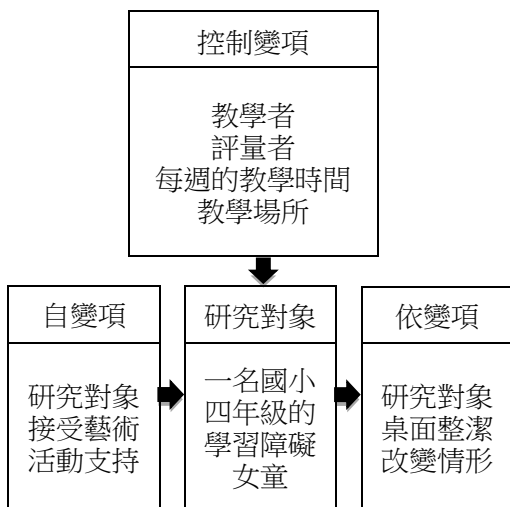 控制變項
教學者
評量者
每週的教學時間
教學場所
自變項
研究對象
接受藝術
活動支持
研究對象
一名國小
四年級的
學習障礙
女童
依變項
研究對象
桌面整潔
改變情形